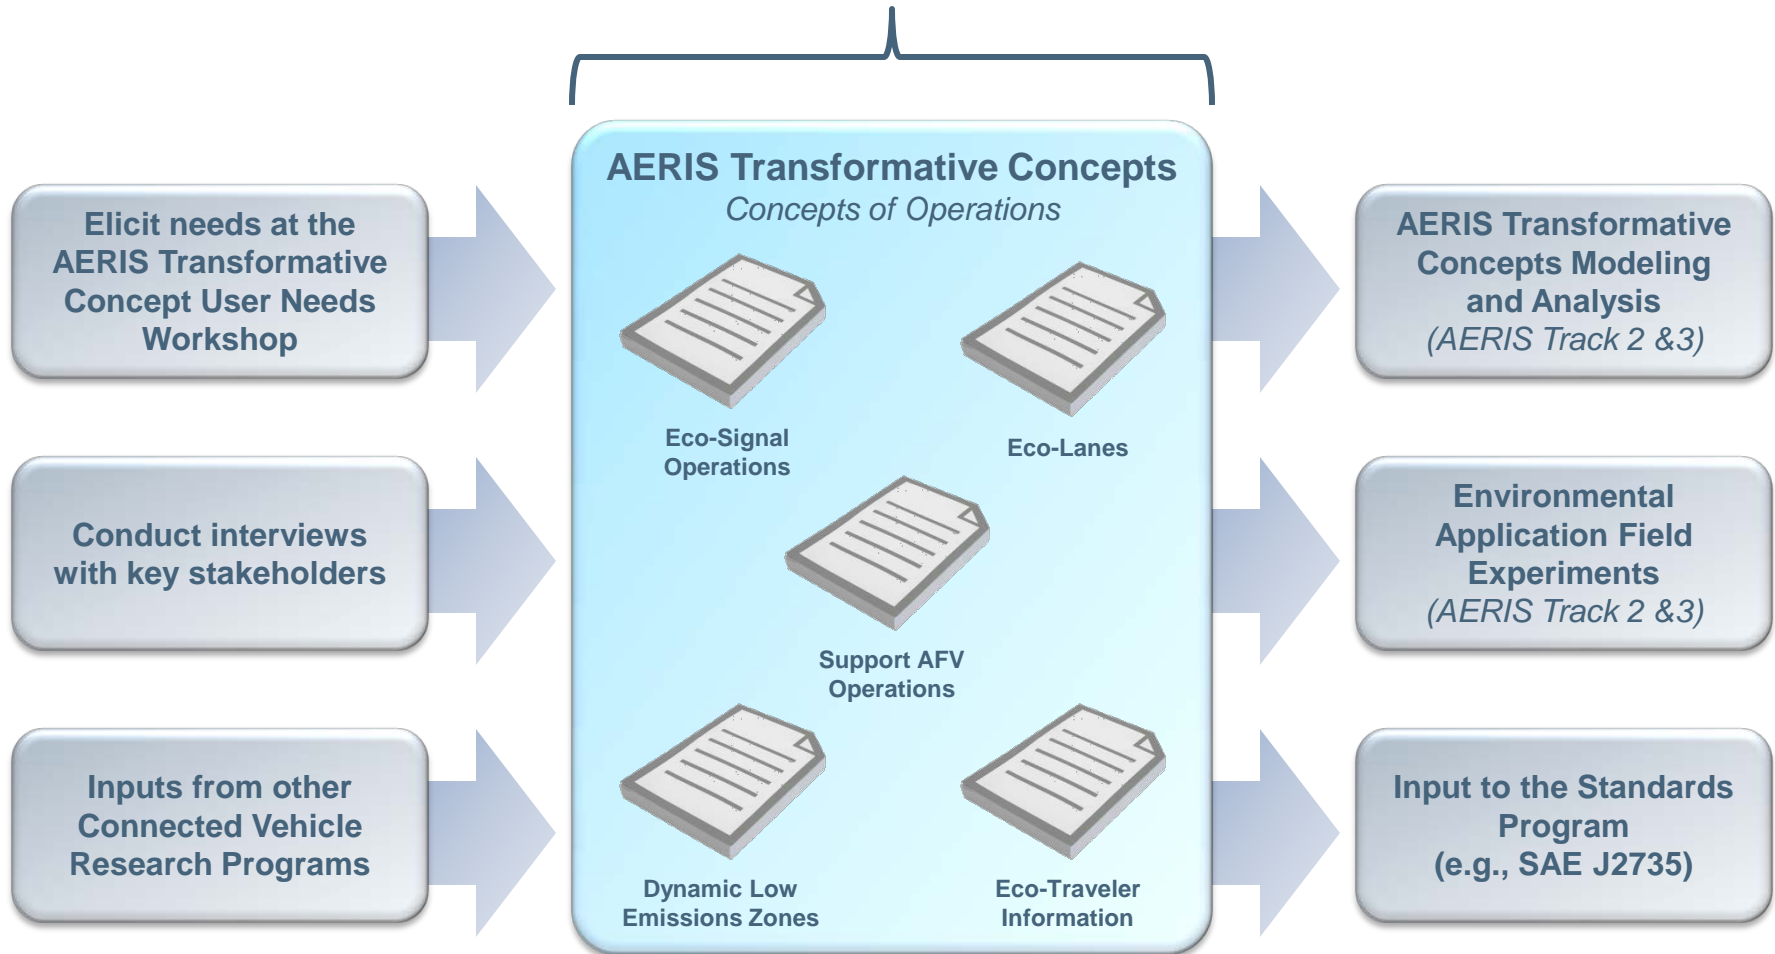 Elicit needs at the
AERIS Transformative
Concept User Needs
Workshop
Conduct interviews
with key stakeholders
Inputs from other
Connected Vehicle
Research Programs
AERIS Transformative Concepts
Concepts of Operations
Eco-Signal
Operations
Eco-Lanes
Support AFV
Operations
Dynamic Low
Emissions Zones
Eco-Traveler
Information
AERIS Transformative
Concepts Modeling
and Analysis
(AERIS Track 2 &3)
Environmental
Application Field
Experiments
(AERIS Track 2 &3)
Input to the Standards
Program
(e.g., SAE J2735)